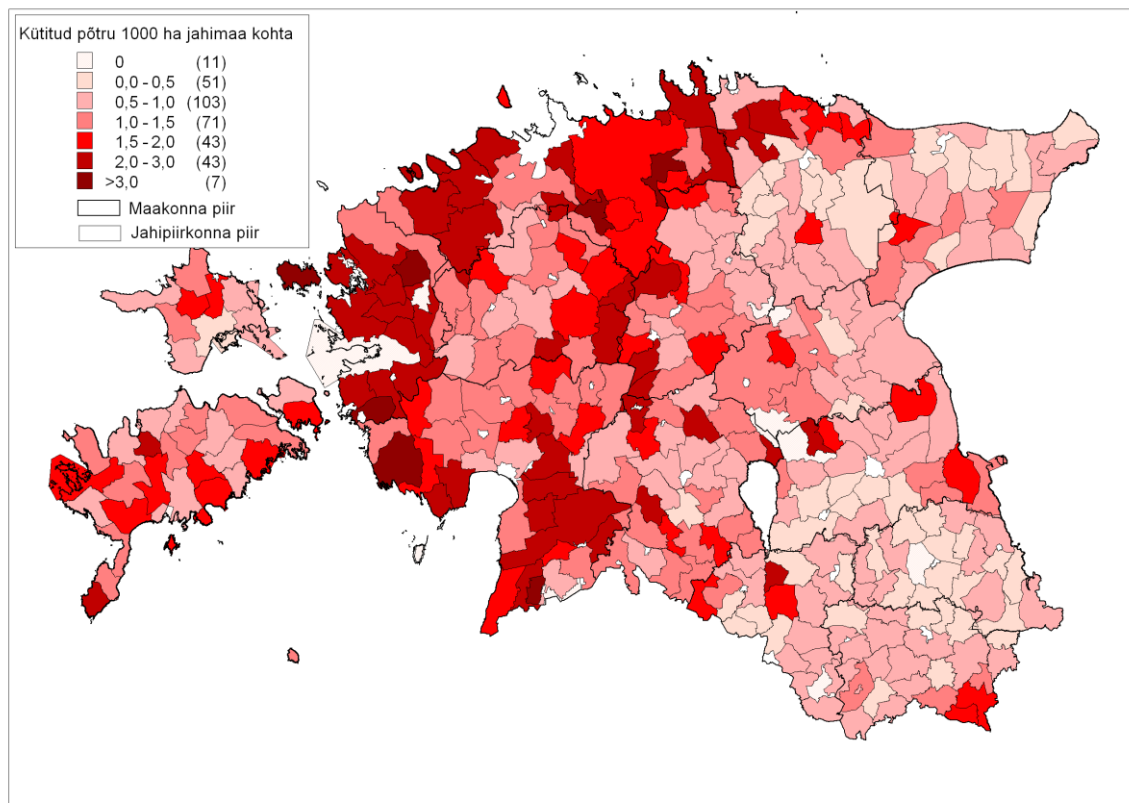 Kütitud põtru 1000 ha jahimaa kohta
0 (11)
0,0 - 0,5 (51)
0,5 - 1,0 (103)
1,0 - 1,5 (71)
1,5 - 2,0 (43)
2,0 - 3,0 (43)
>3,0 (7)
Maakonna piir
Jahipiirkonna piir